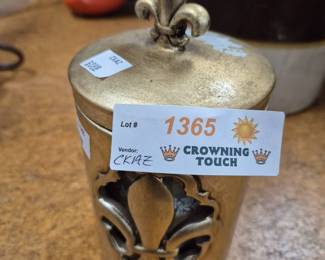 Lot #
1365
Vendor:
CKAZ
CROWNING
TOUCH